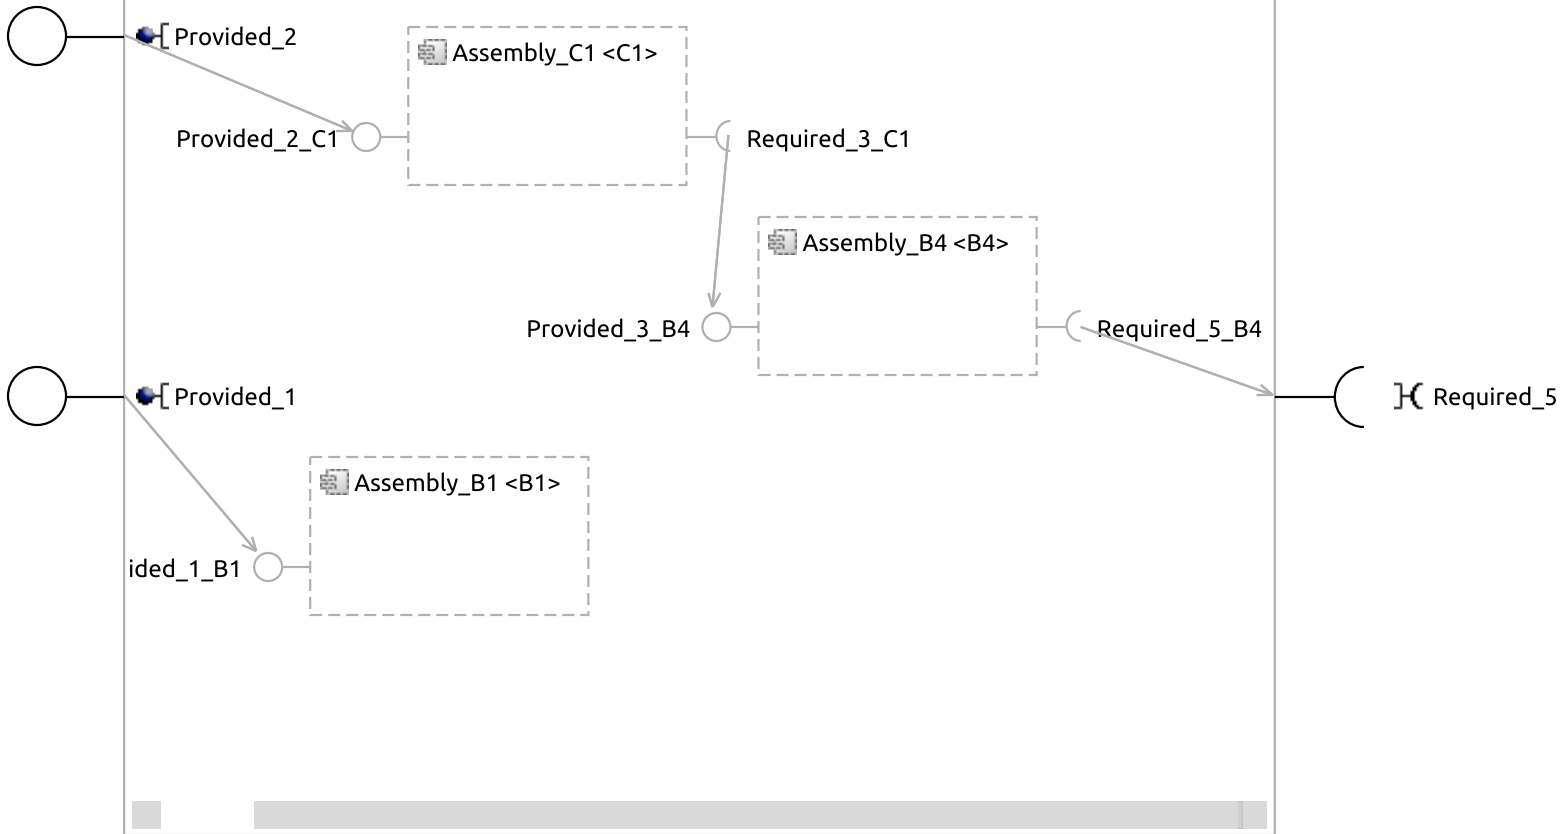 Provided_2
Assembly_C1 <C1>
Provided_2_C1
Required_3_C1
Assembly_B4 <B4>
Provided_3_B4
Required_5_B4
Provided_1
Required_5
Assembly_B1 <B1>
ided_1_B1